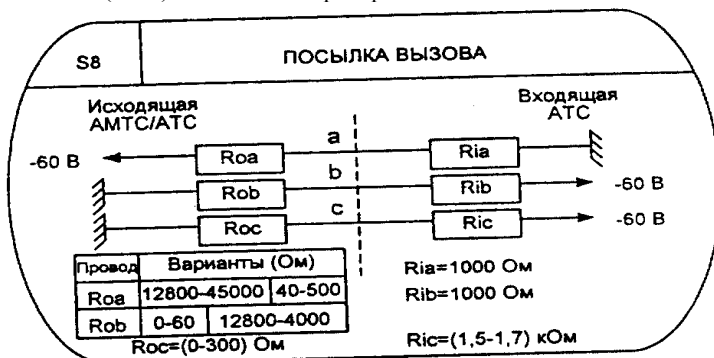 S8 ПОСЫЛКА ВЫЗОВА
Исходящая АМТС/АТС
Входящая АТС
-60 В Roa a Ria
Rob b Rib -60 В
Roc c Ric -60 В
Провод Варианты (Ом)
Roa 12800-45000 40-500
Rob 0-60 12800-4000
Roc=(0-300) Ом
Ria=1000 Ом
Rib=1000 Ом
Ric=(1,5-1,7) кОм